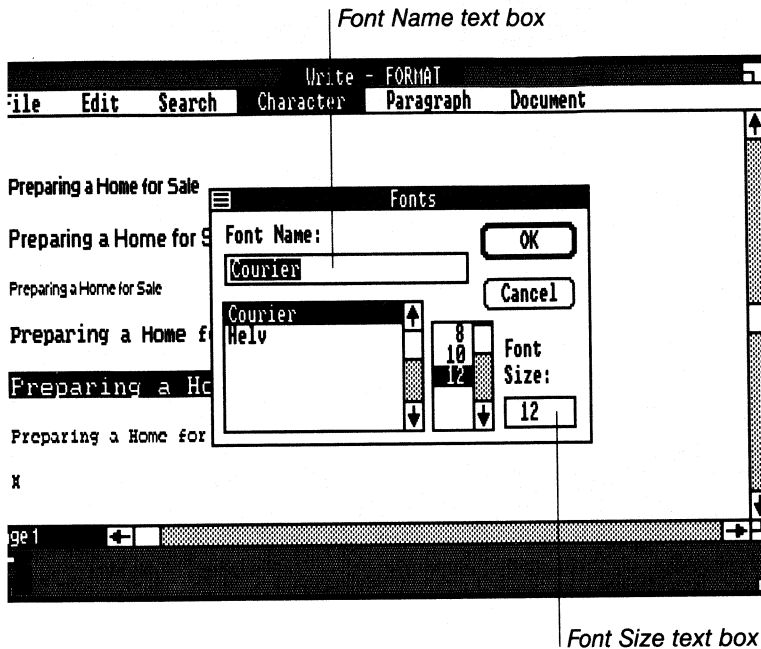 Font Name text box
Write - FORMAT
File Edit Search Character Paragraph Document
Preparing a Home for Sale
Fonts
Preparing a Home for S
Font Name:
OK
Courier
Preparing a Home for Sale
Cancel
Courier
Helv
Preparing a Home fo
8
10
12
Font
Size:
Preparing a Ho
12
Preparing a Home for
ge 1
Font Size text box